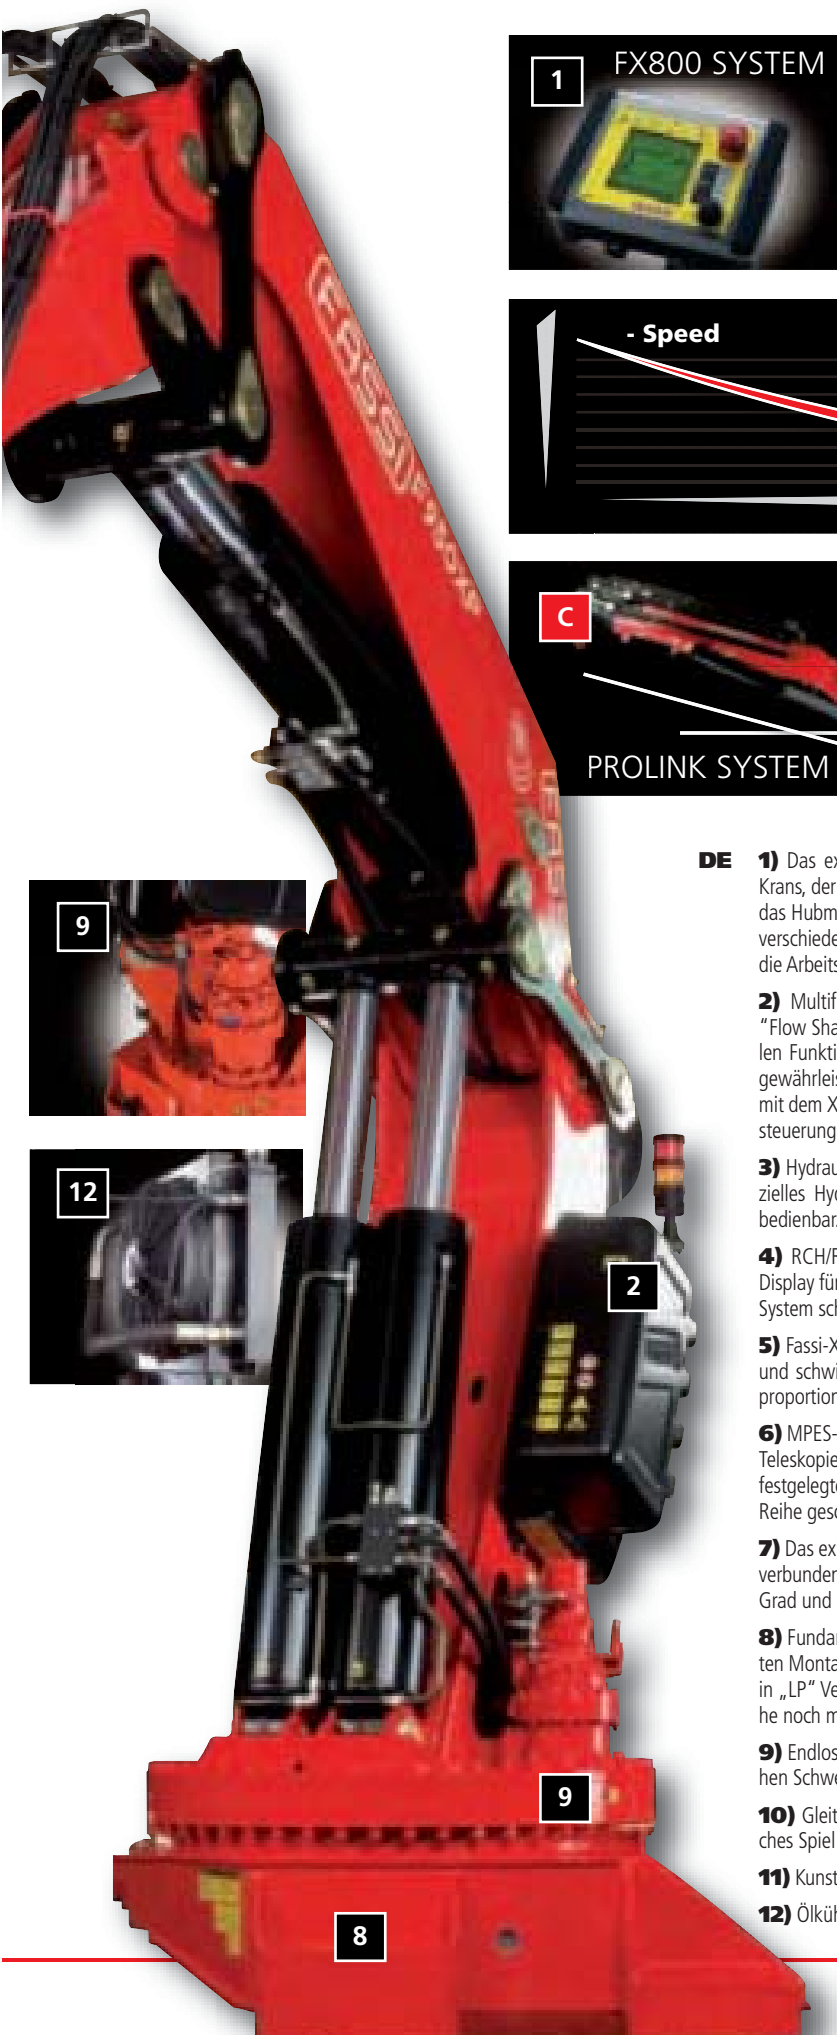 1
FX800 SYSTEM
- Speed
FASSI F950XP
C
PROLINK SYSTEM
9
12
2
9
8
DE
1) Das ex
Krans, der
das Hubm
verschiede
die Arbeits
2) Multif
“Flow Sha
len Funkti
gewährleis
mit dem X
steuerung
3) Hydrau
zielles Hyd
bedienbar.
4) RCH/R
Display für
System sch
5) Fassi-X
und schwi
proportion
6) MPES-
Teleskopie
festgelegte
Reihe gesc
7) Das ex
verbunden
Grad und
8) Fundar
ten Monta
in „LP“ Ve
he noch m
9) Endlos
hen Schwe
10) Gleit
ches Spiel
11) Kunst
12) Ölküh